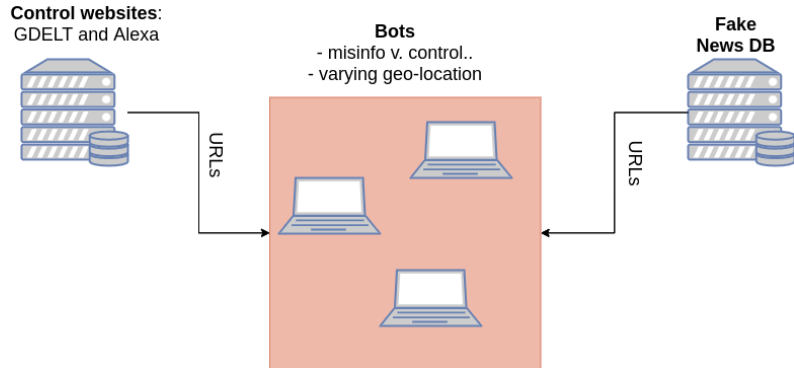 Control websites:
GDELT and Alexa
Bots
- misinfo v. control..
- varying geo-location
Fake
News DB
URLs
URLs